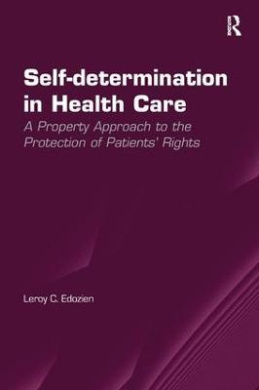 R
Self-determination
in Health Care
A Property Approach to the
Protection of Patients' Rights
Leroy C. Edozien